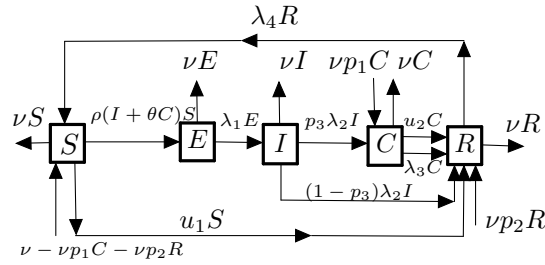 λ₄R
νE νI νp₁C νC
νS ρ(I + θC)S λ₁E p₃λ₂I u₂C νR
S E I C R
λ₃C
(1 − p₃)λ₂I
u₁S νp₂R
ν − νp₁C − νp₂R